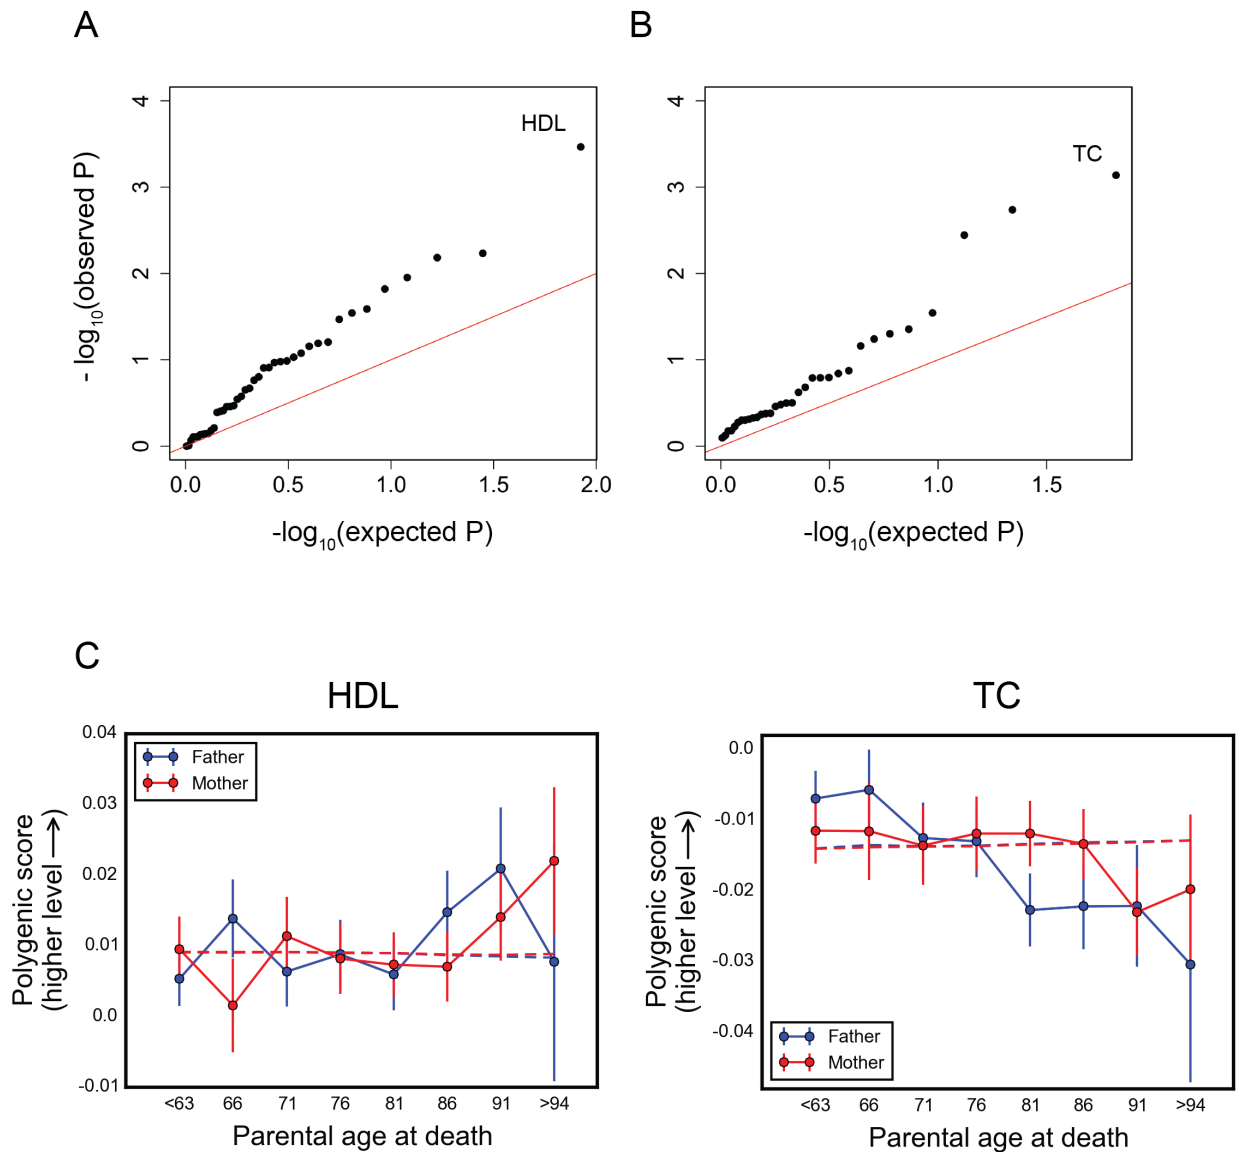 A
B
4
3
2
1
0
- log10(observed P)
HDL
0.0 0.5 1.0 1.5 2.0
-log10(expected P)
4
3
2
1
0
TC
0.0 0.5 1.0 1.5
-log10(expected P)
C
HDL
0.04
0.03
0.02
0.01
0.0
-0.01
Polygenic score
(higher level →)
Father
Mother
<63 66 71 76 81 86 91 >94
Parental age at death
TC
0.0
-0.01
-0.02
-0.03
-0.04
Polygenic score
(higher level →)
Father
Mother
<63 66 71 76 81 86 91 >94
Parental age at death